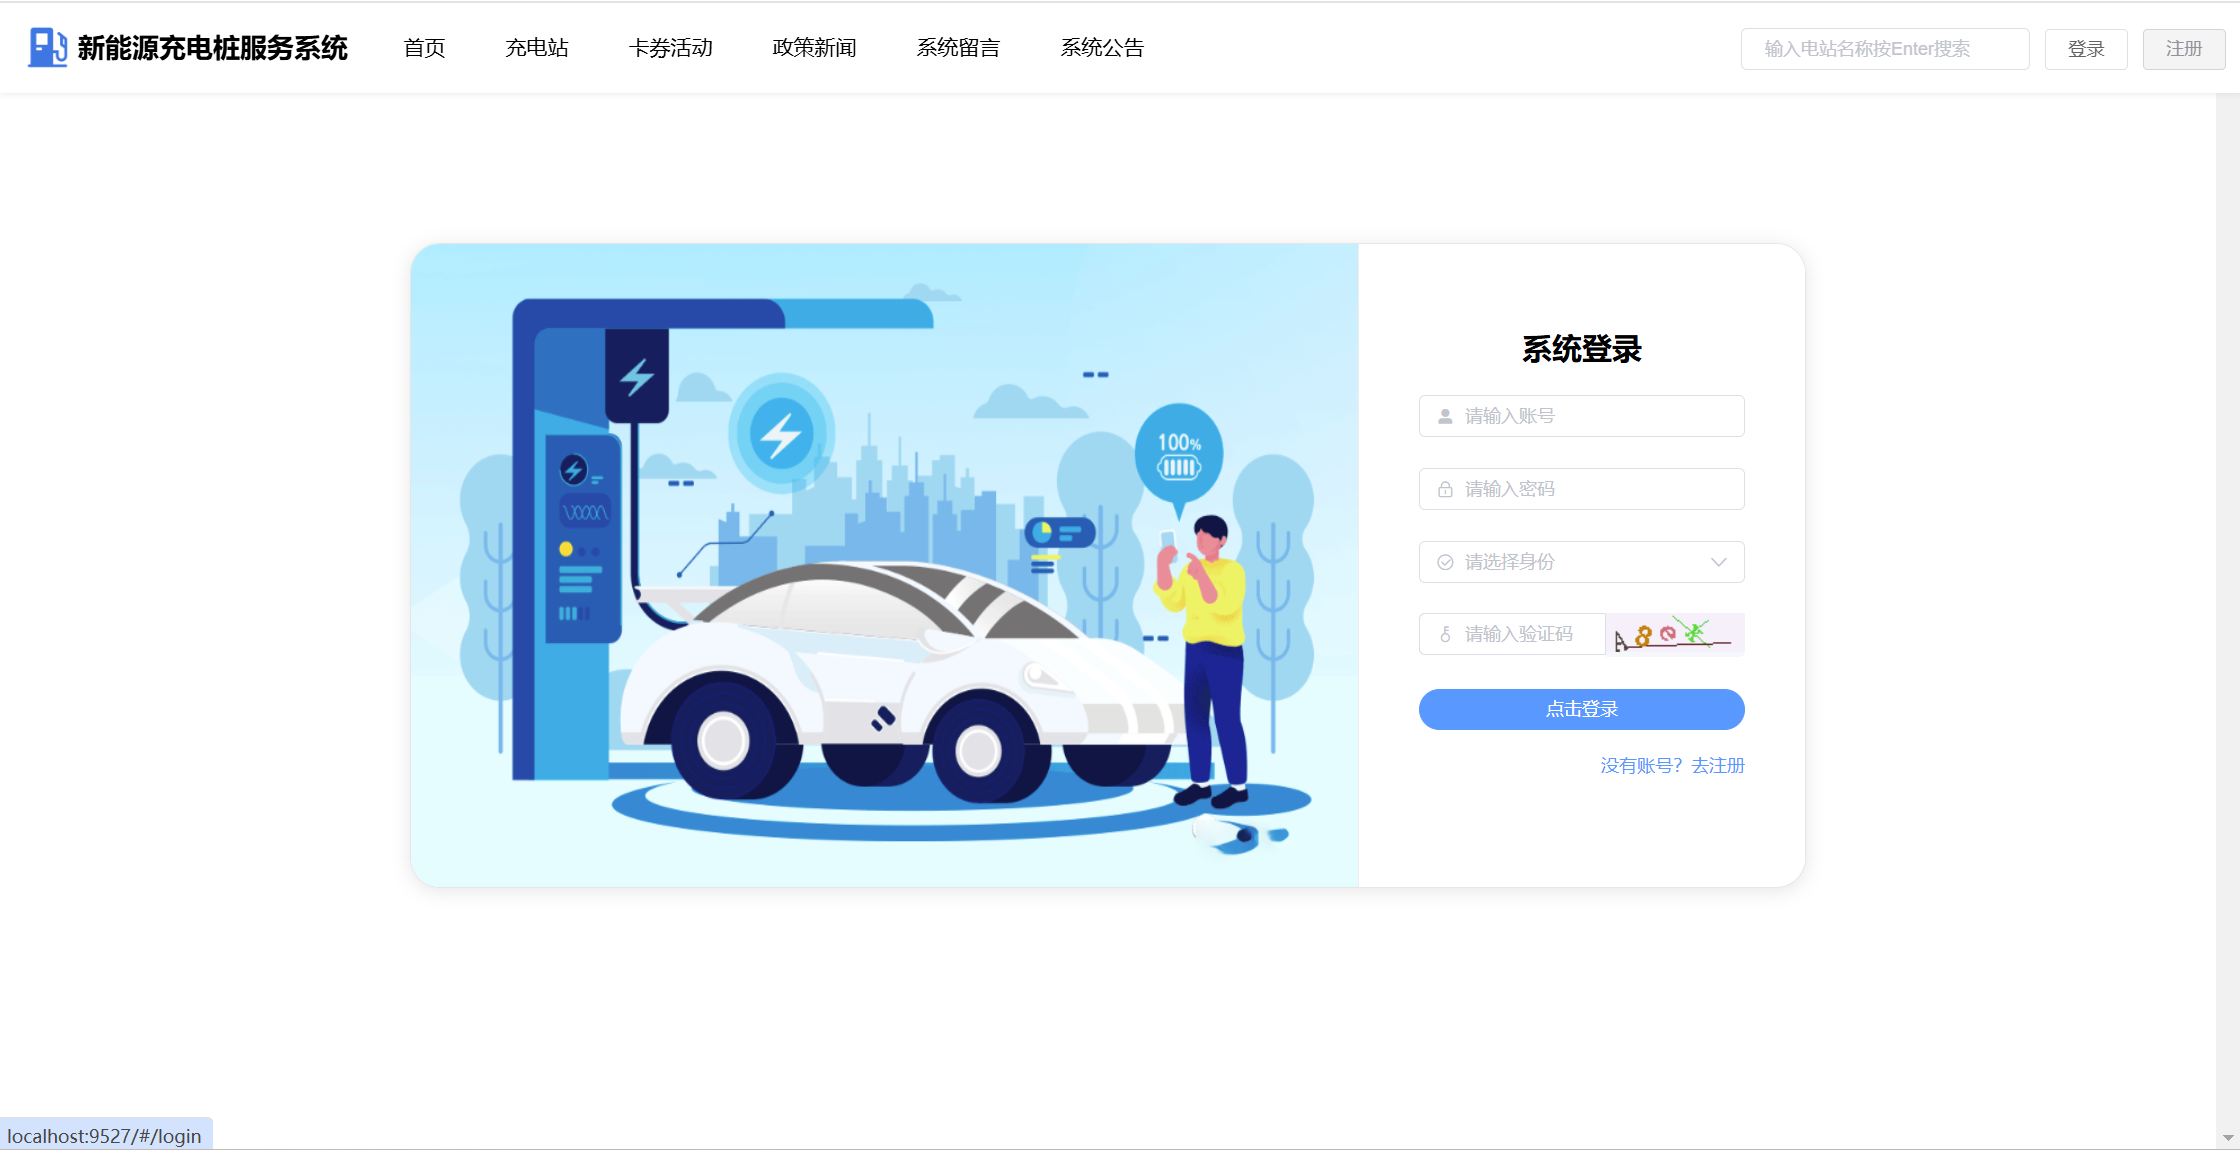 新能源充电桩服务系统 首页 充电站 卡券活动 政策新闻 系统留言 系统公告 输入电站名称按Enter搜索 登录 注册
100%
系统登录
请输入账号
请输入密码
请选择身份
请输入验证码
点击登录
没有账号？去注册
localhost:9527/#/login